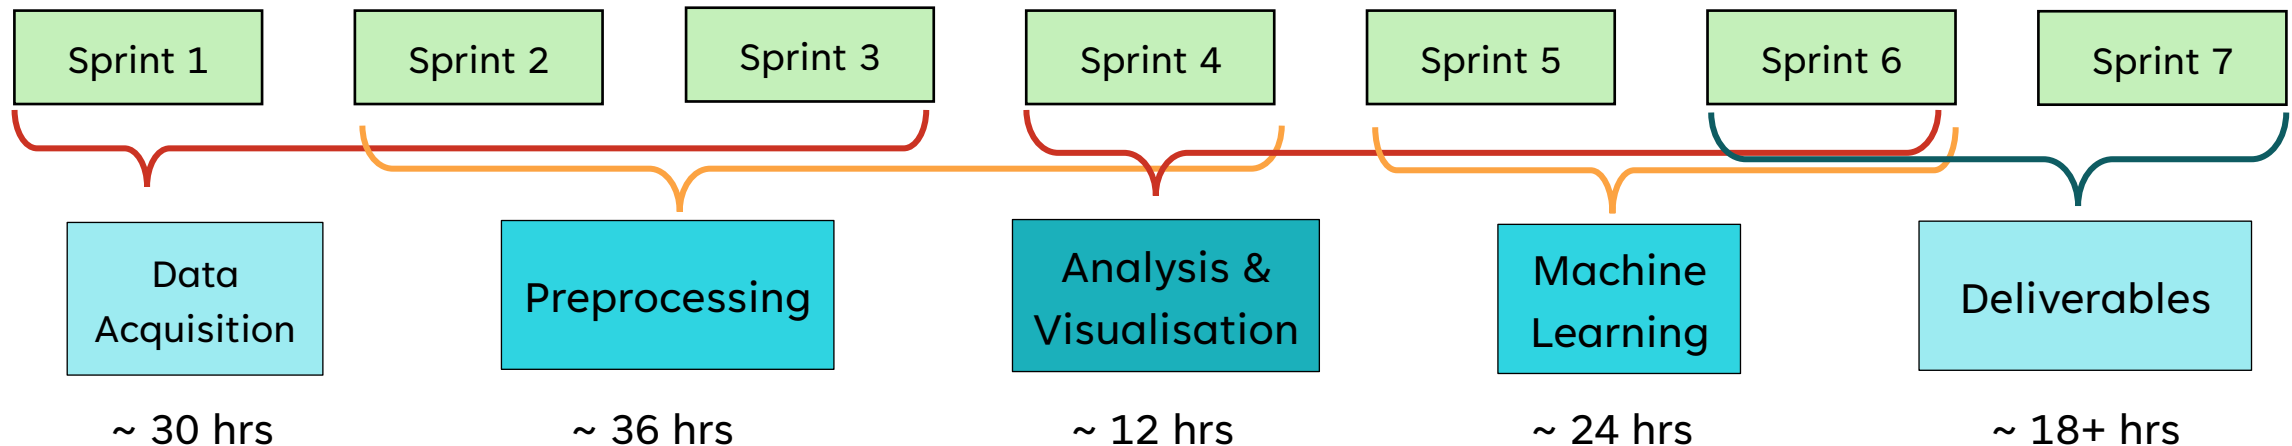 Sprint 1
Sprint 2
Sprint 3
Sprint 4
Sprint 5
Sprint 6
Sprint 7
Data
Acquisition
Preprocessing
Analysis &
Visualisation
Machine
Learning
Deliverables
~ 30 hrs
~ 36 hrs
~ 12 hrs
~ 24 hrs
~ 18+ hrs